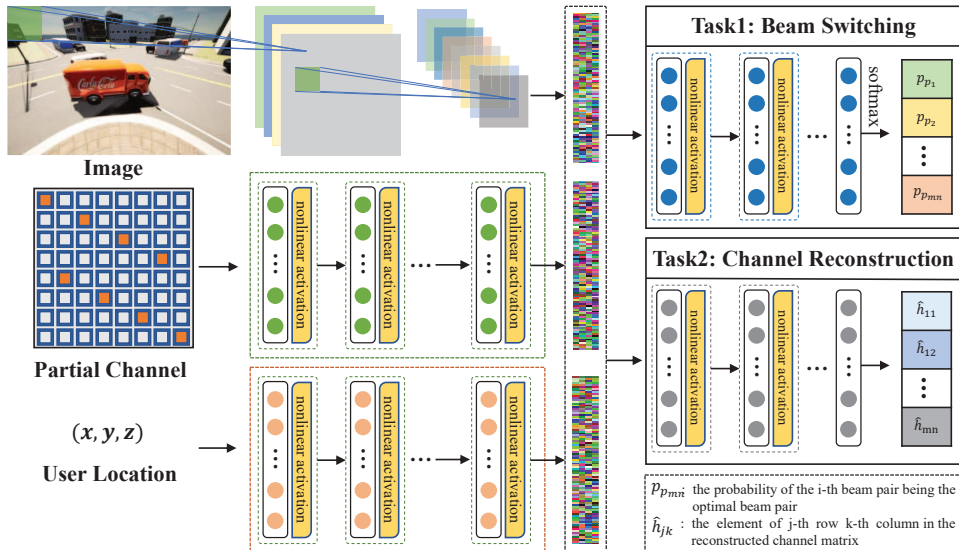 Coca-Cola
Image
Partial Channel
(x, y, z)
User Location
nonlinear activation
nonlinear activation
nonlinear activation
nonlinear activation
nonlinear activation
nonlinear activation
Task1: Beam Switching
nonlinear activation
nonlinear activation
softmax
p_{p_1}
p_{p_2}
p_{p_{mn}}
Task2: Channel Reconstruction
nonlinear activation
nonlinear activation
ĥ_{11}
ĥ_{12}
ĥ_{mn}
p_{p_{mn}}: the probability of the i-th beam pair being the
optimal beam pair
ĥ_{jk} : the element of j-th row k-th column in the
reconstructed channel matrix